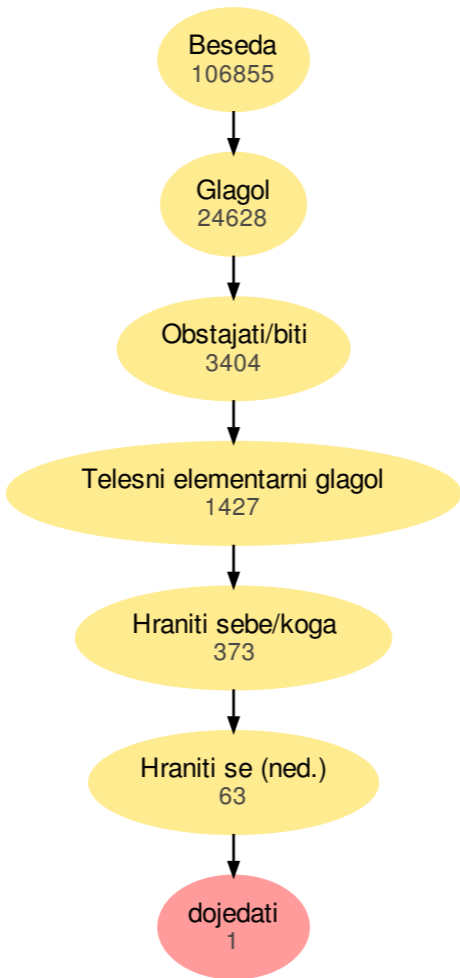 Beseda
106855
Glagol
24628
Obstajati/biti
3404
Telesni elementarni glagol
1427
Hraniti sebe/koga
373
Hraniti se (ned.)
63
dojedati
1